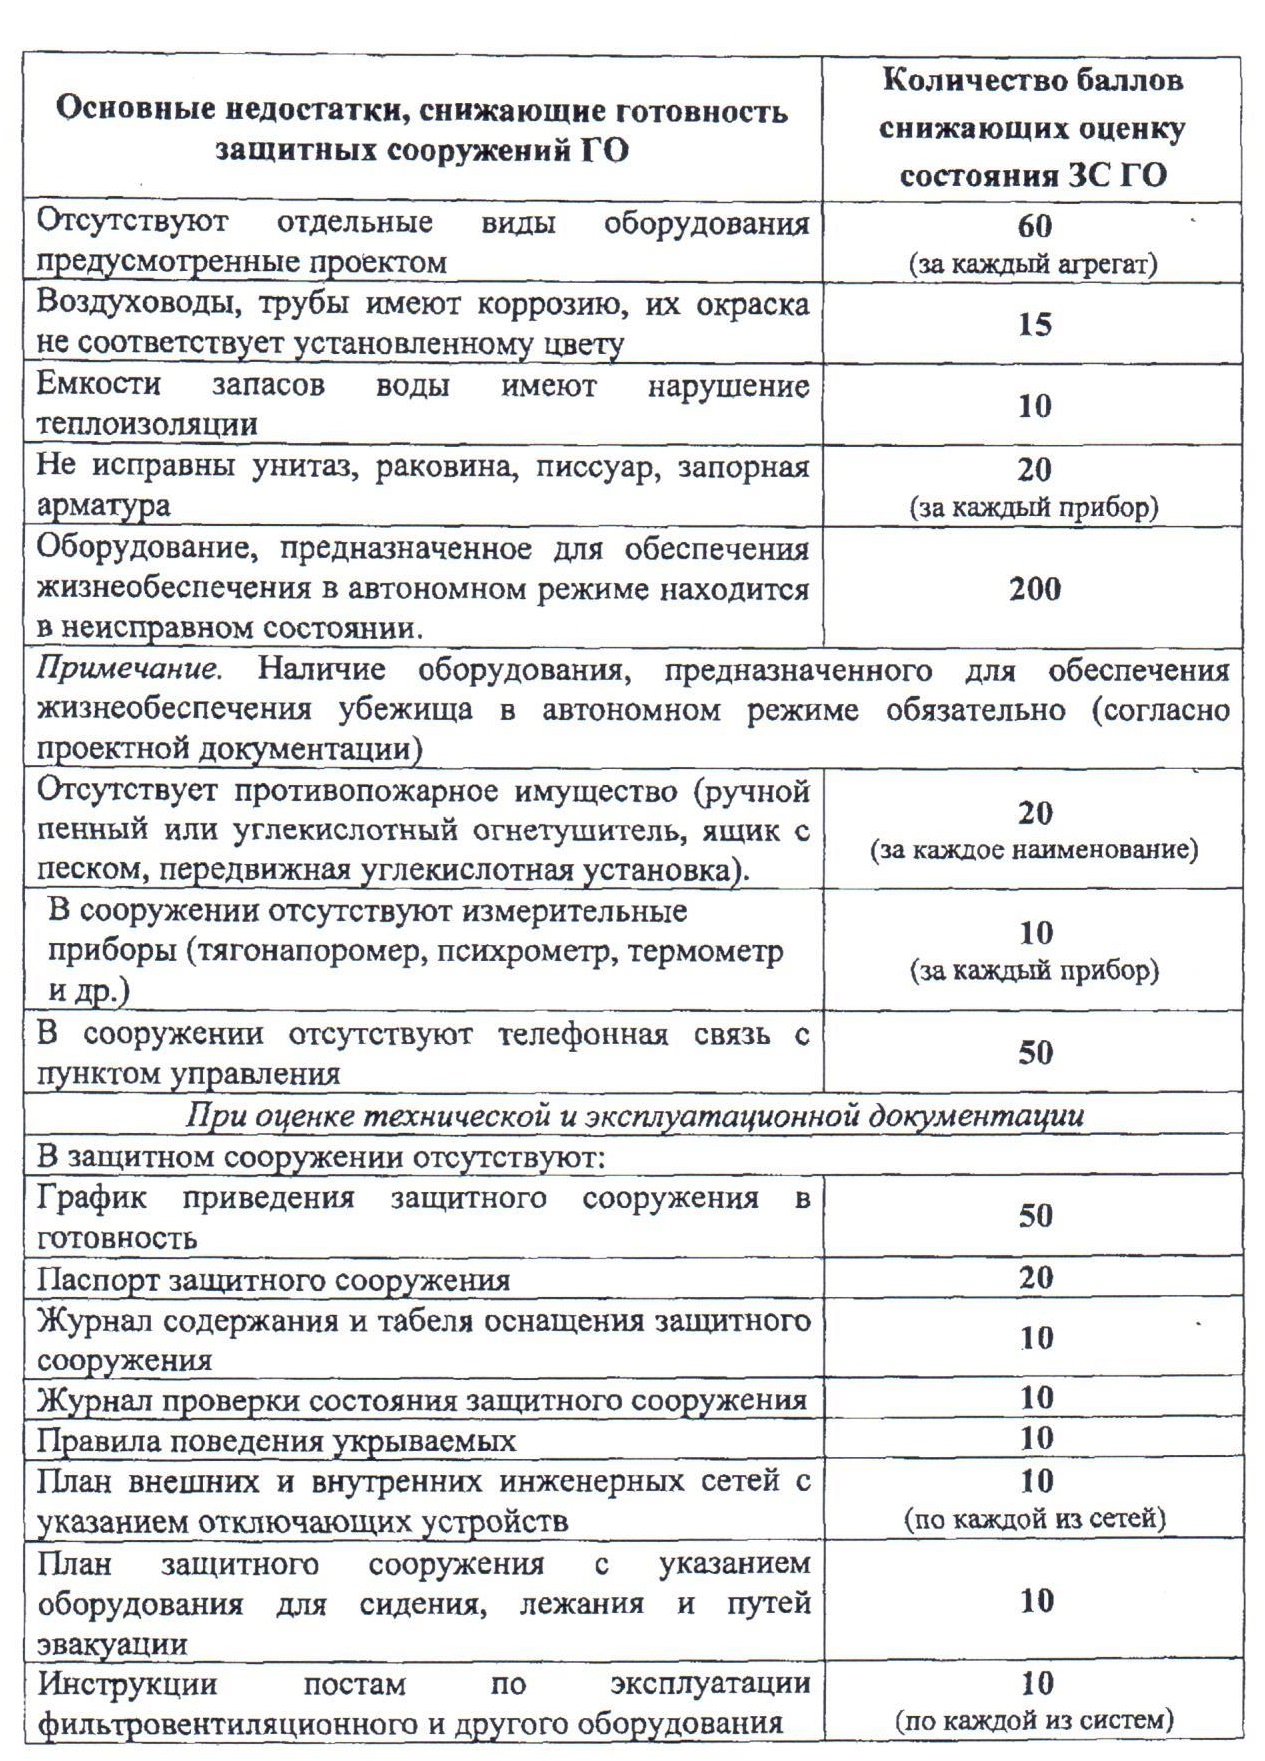 Основные недостатки, снижающие готовность
защитных сооружений ГО
Количество баллов
снижающих оценку
состояния ЗС ГО
Отсутствуют отдельные виды оборудования
предусмотренные проектом
60
(за каждый агрегат)
Воздуховоды, трубы имеют коррозию, их окраска
не соответствует установленному цвету
15
Емкости запасов воды имеют нарушение
теплоизоляции
10
Не исправны унитаз, раковина, писсуар, запорная
арматура
20
(за каждый прибор)
Оборудование, предназначенное для обеспечения
жизнеобеспечения в автономном режиме находится
в неисправном состоянии.
200
Примечание. Наличие оборудования, предназначенного для обеспечения
жизнеобеспечения убежища в автономном режиме обязательно (согласно
проектной документации)
Отсутствует противопожарное имущество (ручной
пенный или углекислотный огнетушитель, ящик с
песком, передвижная углекислотная установка).
20
(за каждое наименование)
В сооружении отсутствуют измерительные
приборы (тягонапоромер, психрометр, термометр
и др.)
10
(за каждый прибор)
В сооружении отсутствуют телефонная связь с
пунктом управления
50
При оценке технической и эксплуатационной документации
В защитном сооружении отсутствуют:
График приведения защитного сооружения в
готовность
50
Паспорт защитного сооружения
20
Журнал содержания и табеля оснащения защитного
сооружения
10
Журнал проверки состояния защитного сооружения
10
Правила поведения укрываемых
10
План внешних и внутренних инженерных сетей с
указанием отключающих устройств
10
(по каждой из сетей)
План защитного сооружения с указанием
оборудования для сидения, лежания и путей
эвакуации
10
Инструкции постам по эксплуатации
фильтровентиляционного и другого оборудования
10
(по каждой из систем)